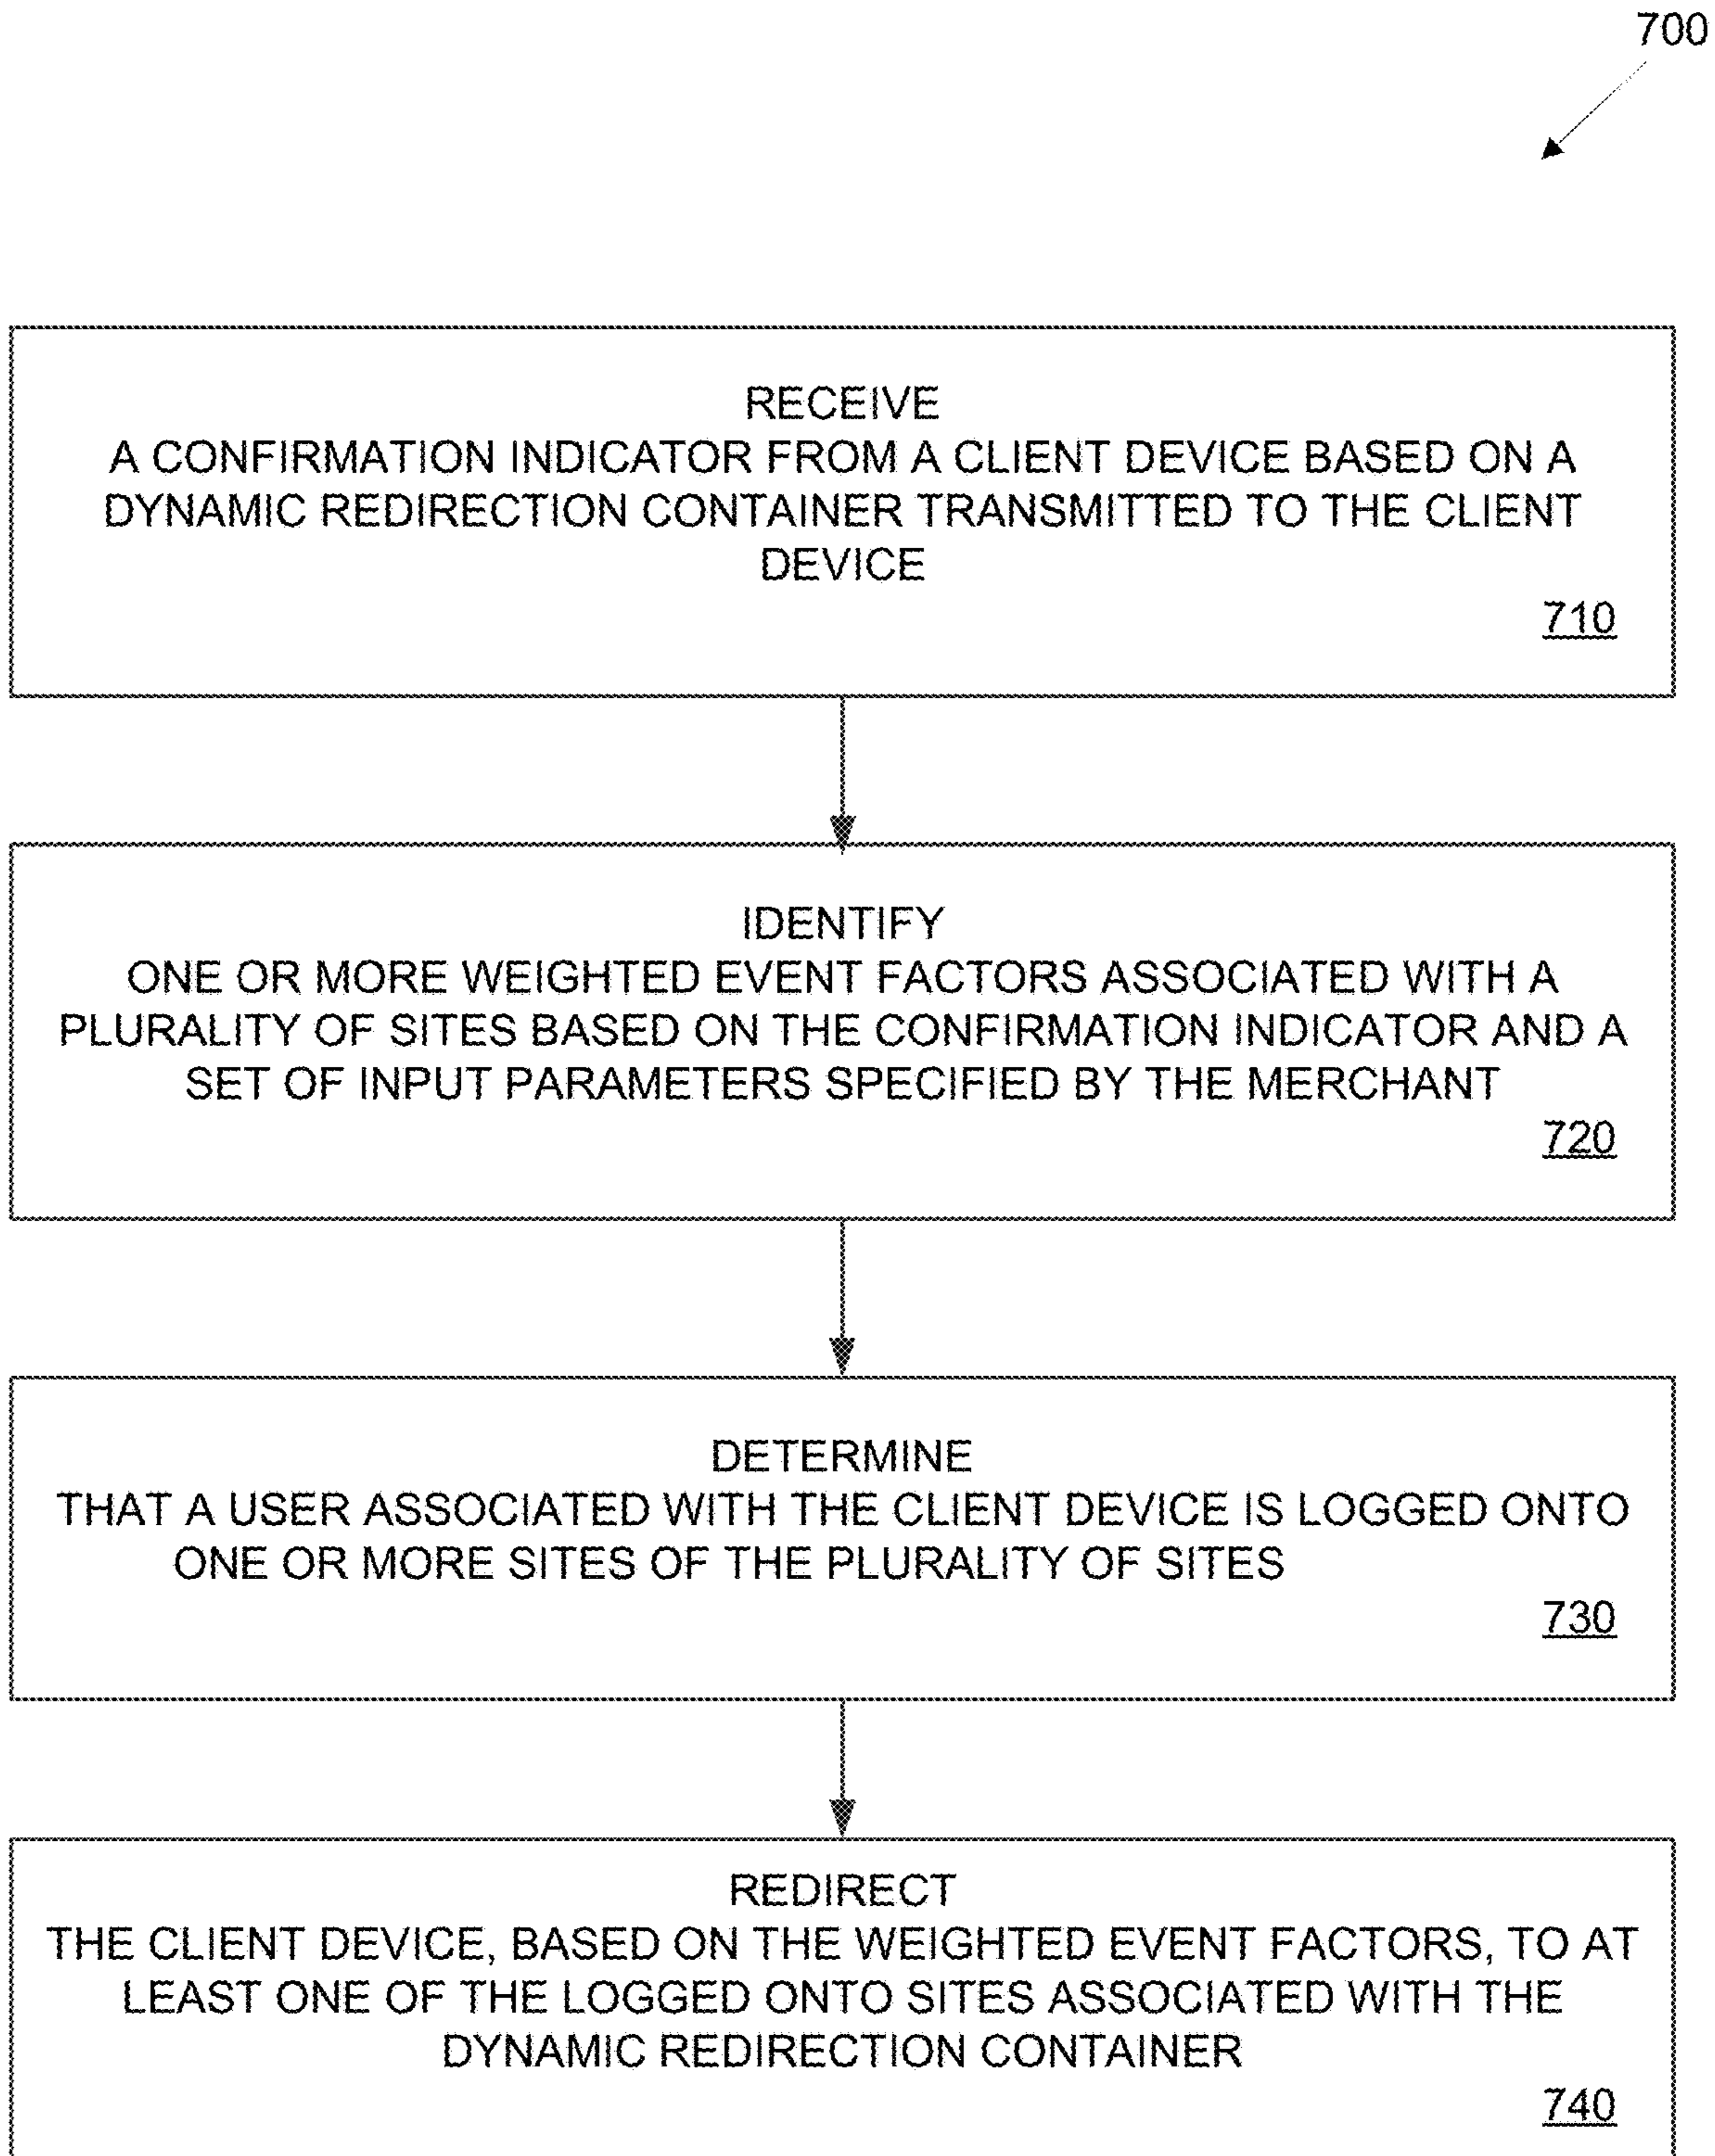 700
RECEIVE
A CONFIRMATION INDICATOR FROM A CLIENT DEVICE BASED ON A
DYNAMIC REDIRECTION CONTAINER TRANSMITTED TO THE CLIENT
DEVICE
710
IDENTIFY
ONE OR MORE WEIGHTED EVENT FACTORS ASSOCIATED WITH A
PLURALITY OF SITES BASED ON THE CONFIRMATION INDICATOR AND A
SET OF INPUT PARAMETERS SPECIFIED BY THE MERCHANT
720
DETERMINE
THAT A USER ASSOCIATED WITH THE CLIENT DEVICE IS LOGGED ONTO
ONE OR MORE SITES OF THE PLURALITY OF SITES
730
REDIRECT
THE CLIENT DEVICE, BASED ON THE WEIGHTED EVENT FACTORS, TO AT
LEAST ONE OF THE LOGGED ONTO SITES ASSOCIATED WITH THE
DYNAMIC REDIRECTION CONTAINER
740